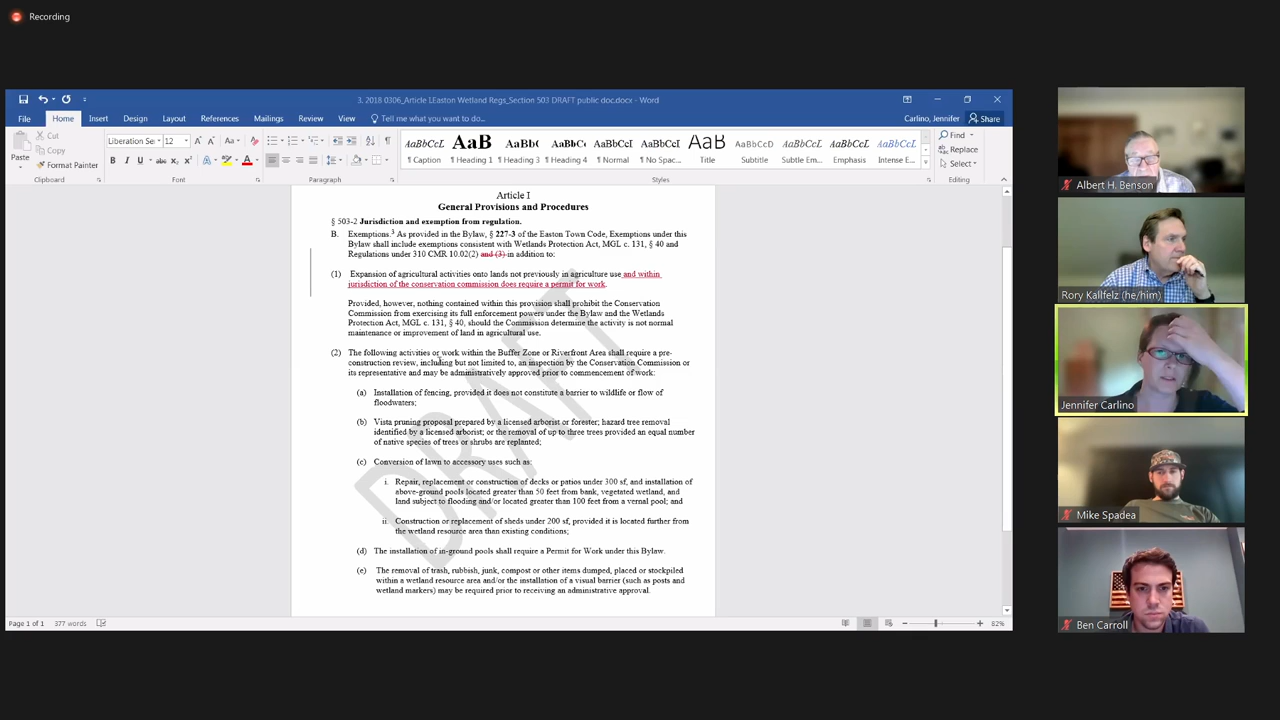 Recording
3. 2018 0306_Article I.Easton Wetland Regs_Section 503 DRAFT public doc.docx - Word
File Home Insert Design Layout References Mailings Review View Tell me what you want to do... Carlino, Jennifer Share
Paste
Cut
Copy
Format Painter
Clipboard
Liberation Se 12
Font
Paragraph
AaBbCcL AaB AaBb( AaBbC( AaBbCcL AaBbCcL AaB AaBbCcD AaBbCcL AaBbCcL AaBbCcL
¶ Caption ¶ Heading 1 ¶ Heading 3 ¶ Heading 4 ¶ Normal ¶ No Spac... Title Subtitle Subtle Em... Emphasis Intense E...
Styles
Find
Replace
Select
Editing
Article I
General Provisions and Procedures
§ 503-2 Jurisdiction and exemption from regulation.
B. Exemptions.3 As provided in the Bylaw, § 227-3 of the Easton Town Code, Exemptions under this
Bylaw shall include exemptions consistent with Wetlands Protection Act, MGL c. 131, § 40 and
Regulations under 310 CMR 10.02(2) and (3) in addition to:
(1) Expansion of agricultural activities onto lands not previously in agriculture use and within
jurisdiction of the conservation commission does require a permit for work.
Provided, however, nothing contained within this provision shall prohibit the Conservation
Commission from exercising its full enforcement powers under the Bylaw and the Wetlands
Protection Act, MGL c. 131, § 40, should the Commission determine the activity is not normal
maintenance or improvement of land in agricultural use.
(2) The following activities or work within the Buffer Zone or Riverfront Area shall require a pre-
construction review, including but not limited to, an inspection by the Conservation Commission or
its representative and may be administratively approved prior to commencement of work:
(a) Installation of fencing, provided it does not constitute a barrier to wildlife or flow of
floodwaters;
(b) Vista pruning proposal prepared by a licensed arborist or forester; hazard tree removal
identified by a licensed arborist; or the removal of up to three trees provided an equal number
of native species of trees or shrubs are replanted;
(c) Conversion of lawn to accessory uses such as:
i. Repair, replacement or construction of decks or patios under 300 sf, and installation of
above-ground pools located greater than 50 feet from bank, vegetated wetland, and
land subject to flooding and/or located greater than 100 feet from a vernal pool; and
ii. Construction or replacement of sheds under 200 sf, provided it is located further from
the wetland resource area than existing conditions;
(d) The installation of in-ground pools shall require a Permit for Work under this Bylaw.
(e) The removal of trash, rubbish, junk, compost or other items dumped, placed or stockpiled
within a wetland resource area and/or the installation of a visual barrier (such as posts and
wetland markers) may be required prior to receiving an administrative approval.
DRAFT
Page 1 of 1 377 words 82%
Albert H. Benson
Rory Kallfelz (he/him)
Jennifer Carlino
Mike Spadea
Ben Carroll